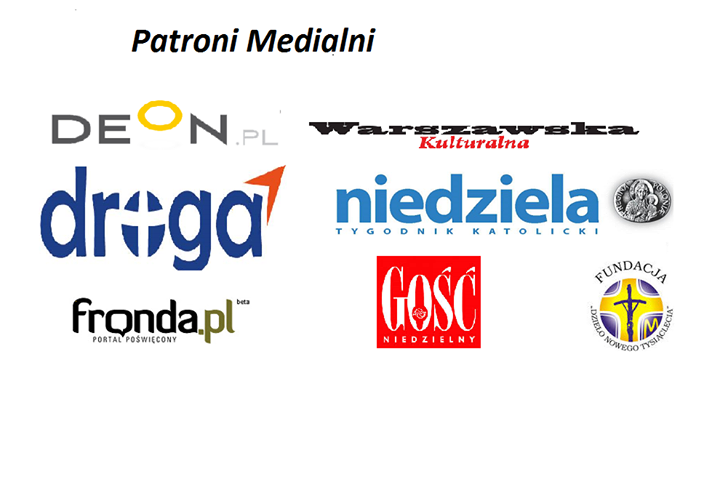 Patroni Medialni
DEON.PL
Warszawska
Kulturalna
droga
niedziela
TYGODNIK KATOLICKI
fronda.pl beta
PORTAL POŚWIĘCONY
GOŚĆ
NIEDZIELNY
FUNDACJA
„DZIEŁO NOWEGO TYSIĄCLECIA”
M